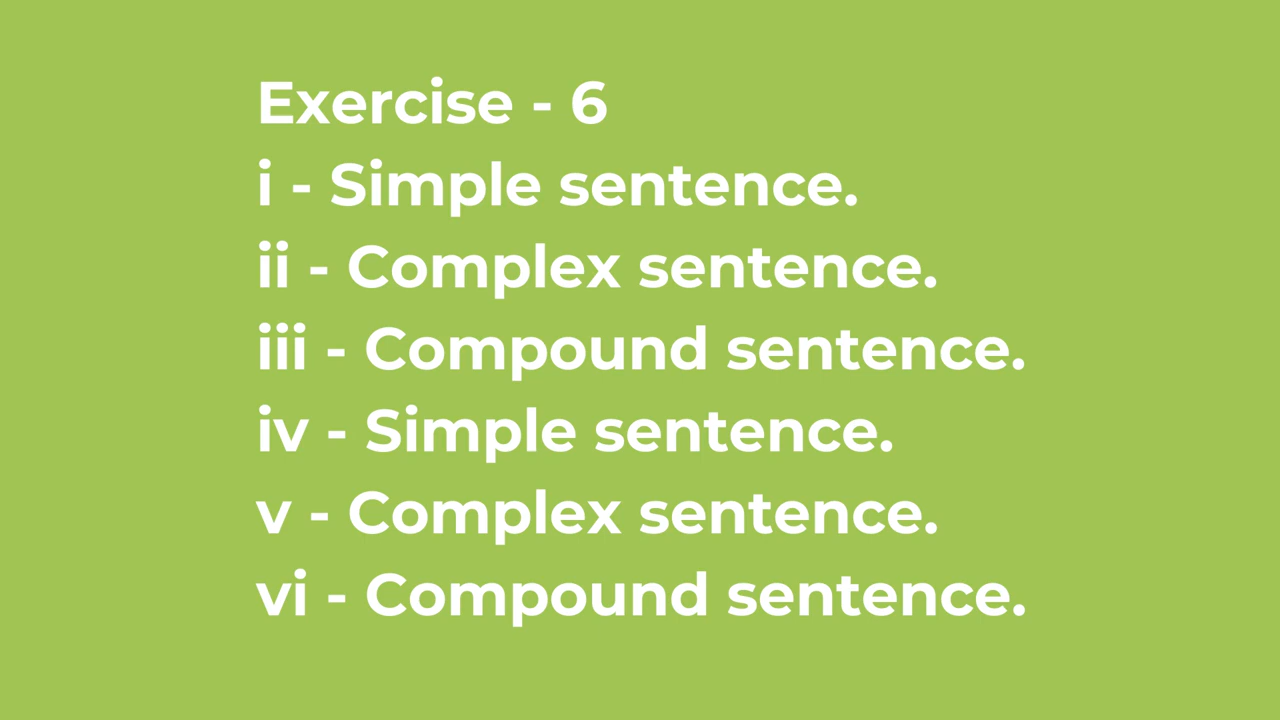 Exercise - 6
i - Simple sentence.
ii - Complex sentence.
iii - Compound sentence.
iv - Simple sentence.
v - Complex sentence.
vi - Compound sentence.